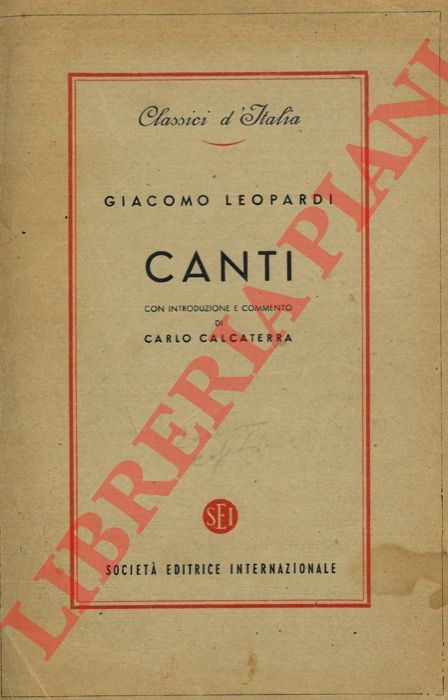 Classici d'Italia
GIACOMO LEOPARDI
CANTI
CON INTRODUZIONE E COMMENTO
DI
CARLO CALCATERRA
SEI
SOCIETÀ EDITRICE INTERNAZIONALE
LIBRERIA PIANI